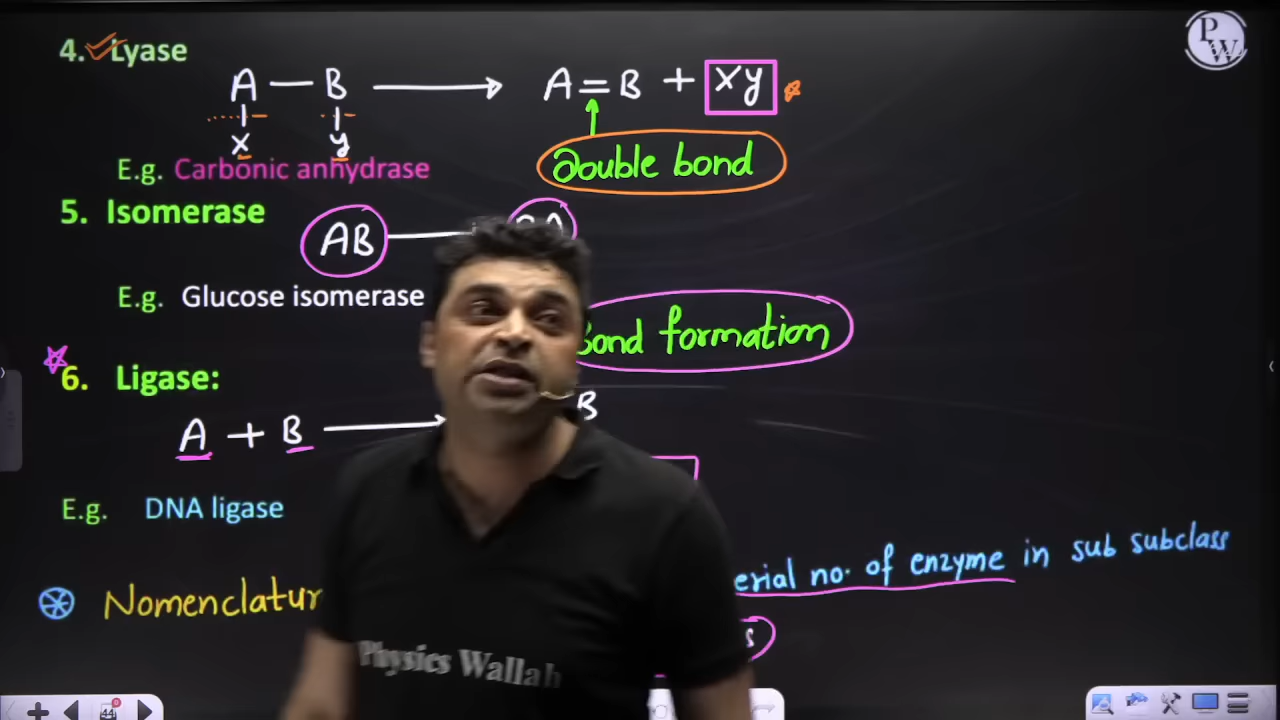 4. Lyase
PW
A — B ⟶ A = B + xy
x y
Double bond
E.g. Carbonic anhydrase
5. Isomerase
AB
E.g. Glucose isomerase
Bond formation
6. Ligase:
A + B ⟶ B
E.g. DNA ligase
erial no. of enzyme in sub subclass
Nomenclatur
s
Physics Wallah
44